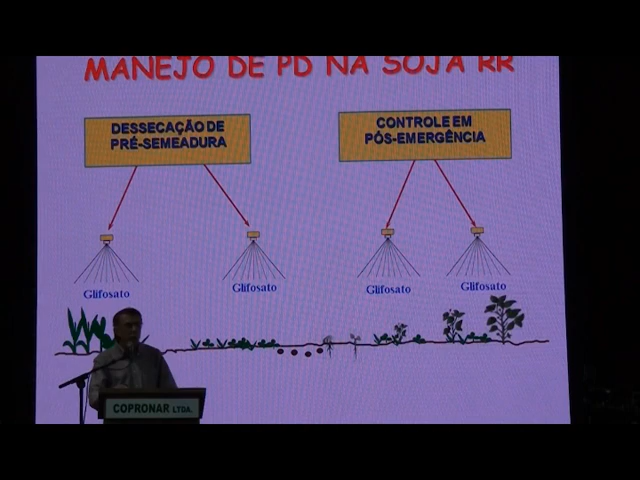 MANEJO DE PD NA SOJA RR
DESSECAÇÃO DE
PRÉ-SEMEADURA
CONTROLE EM
PÓS-EMERGÊNCIA
Glifosato
Glifosato
Glifosato
Glifosato
COPRONAR LTDA.